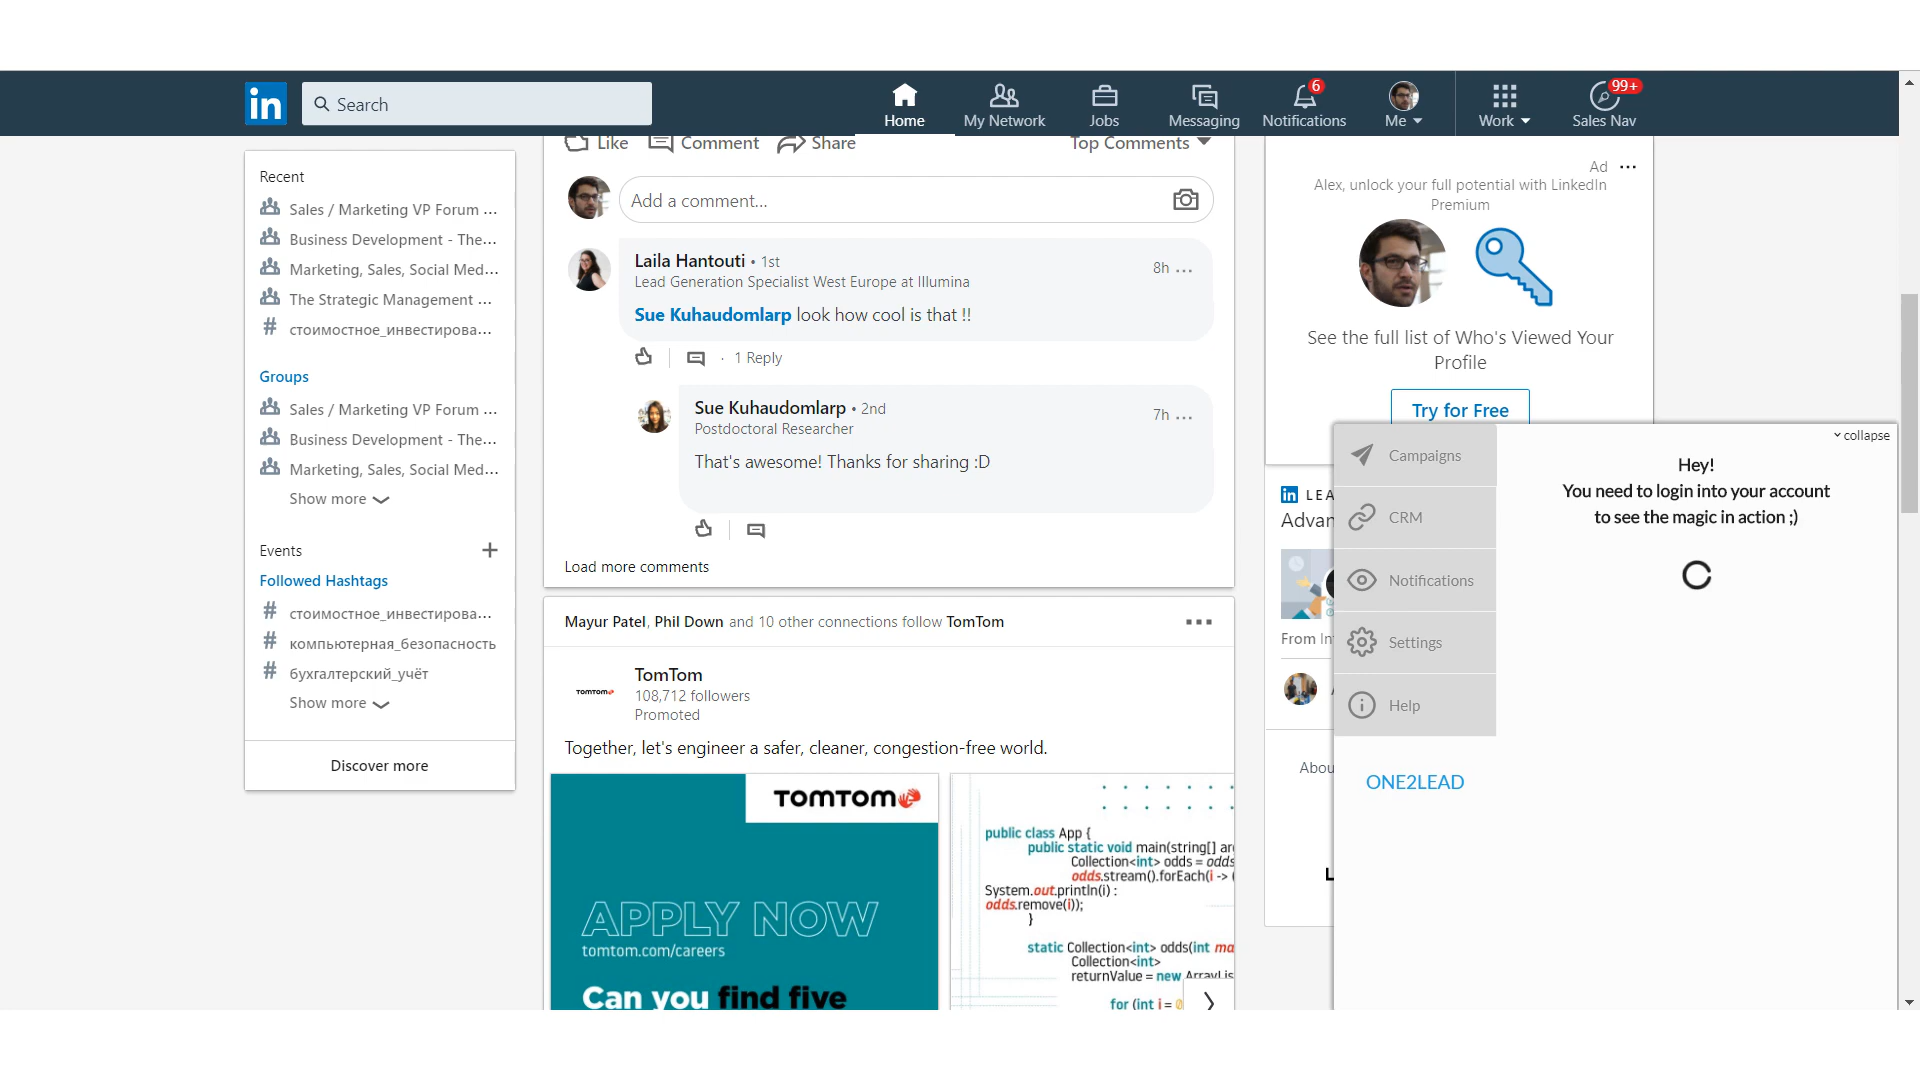 in
Search
Home
My Network
Jobs
Messaging
6
Notifications
Me
Work
99+
Sales Nav
Recent
Sales / Marketing VP Forum ...
Business Development - The...
Marketing, Sales, Social Med...
The Strategic Management ...
# стоимостное_инвестирова...
Groups
Sales / Marketing VP Forum ...
Business Development - The...
Marketing, Sales, Social Med...
Show more
Events +
Followed Hashtags
# стоимостное_инвестирова...
# компьютерная_безопасность
# бухгалтерский_учёт
Show more
Discover more
Like Comment Share Top Comments
Add a comment...
Laila Hantouti • 1st
8h ...
Lead Generation Specialist West Europe at Illumina
Sue Kuhaudomlarp look how cool is that !!
· 1 Reply
Sue Kuhaudomlarp • 2nd
7h ...
Postdoctoral Researcher
That's awesome! Thanks for sharing :D
Load more comments
Mayur Patel, Phil Down and 10 other connections follow TomTom
TOMTOM
TomTom
108,712 followers
Promoted
Together, let's engineer a safer, cleaner, congestion-free world.
TOMTOM
APPLY NOW
tomtom.com/careers
Can you find five
public class App {
public static void main(string[] ar
Collection<int> odds = odds
odds.stream().forEach(i -> (
System.out.println(i) :
odds.remove(i));
}
static Collection<int> odds(int ma
Collection<int>
returnValue = new ArrayLis
for (int i = 0
Ad ...
Alex, unlock your full potential with LinkedIn
Premium
See the full list of Who's Viewed Your
Profile
Try for Free
in LEA
Advan
From In
Abou
collapse
Campaigns
CRM
Notifications
Settings
Help
ONE2LEAD
Hey!
You need to login into your account
to see the magic in action ;)